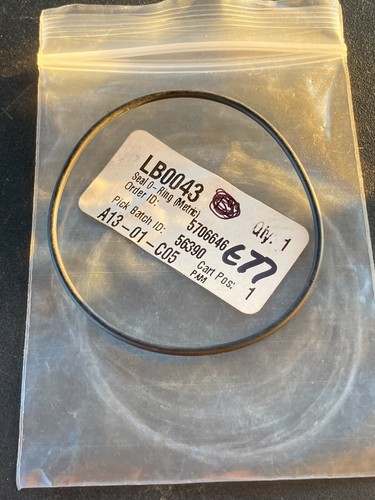 LB0043
Qty: 1
Seal O-Ring (Metric)
Order ID: 5706646
Pick Batch ID: 56390
Cart Pos: 1
A13-01-C05
PAM
E77